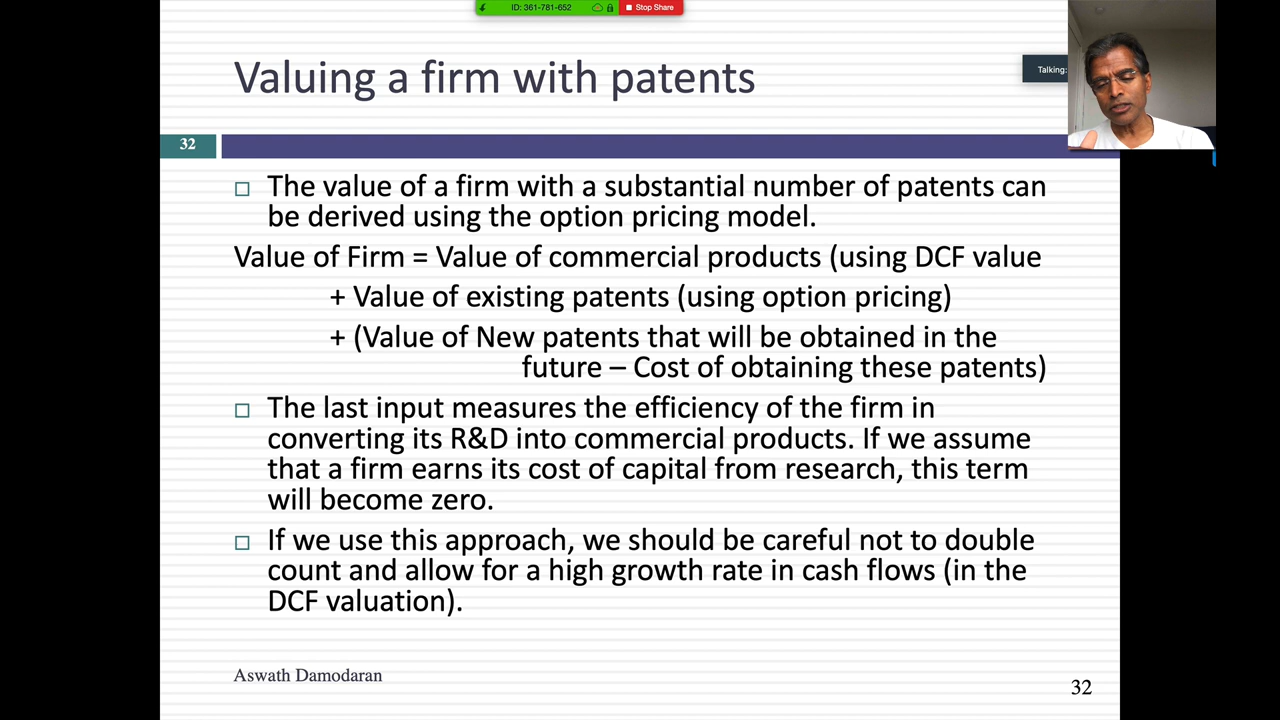 ID: 361-781-652
Stop Share
Talking:
Valuing a firm with patents
32
□ The value of a firm with a substantial number of patents can
be derived using the option pricing model.
Value of Firm = Value of commercial products (using DCF value
+ Value of existing patents (using option pricing)
+ (Value of New patents that will be obtained in the
future – Cost of obtaining these patents)
□ The last input measures the efficiency of the firm in
converting its R&D into commercial products. If we assume
that a firm earns its cost of capital from research, this term
will become zero.
□ If we use this approach, we should be careful not to double
count and allow for a high growth rate in cash flows (in the
DCF valuation).
Aswath Damodaran
32